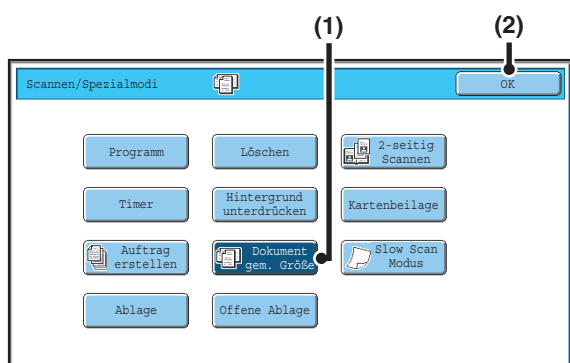 (1)
(2)
Scannen/Spezialmodi
OK
Programm
Löschen
2-seitig
Scannen
Timer
Hintergrund
unterdrücken
Kartenbeilage
Auftrag
erstellen
Dokument
gem. Größe
Slow Scan
Modus
Ablage
Offene Ablage